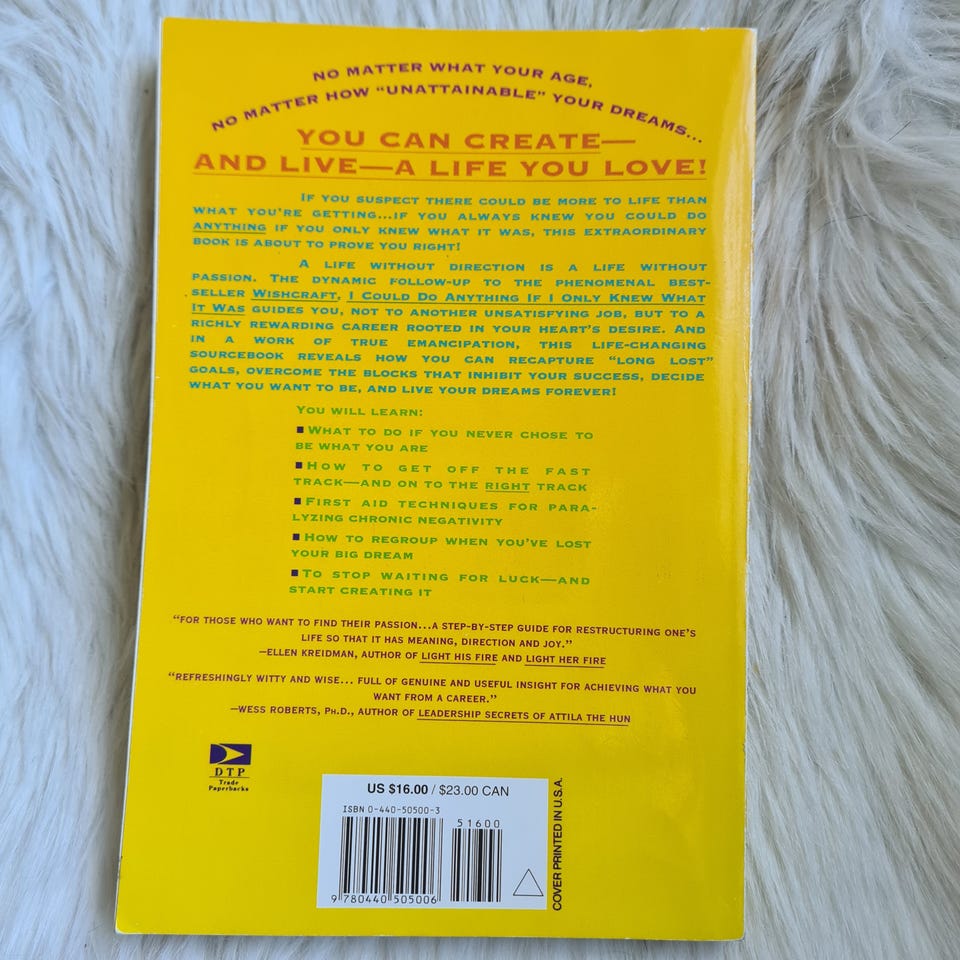 NO MATTER WHAT YOUR AGE,
NO MATTER HOW “UNATTAINABLE” YOUR DREAMS...
YOU CAN CREATE—
AND LIVE—A LIFE YOU LOVE!
IF YOU SUSPECT THERE COULD BE MORE TO LIFE THAN
WHAT YOU'RE GETTING...IF YOU ALWAYS KNEW YOU COULD DO
ANYTHING IF YOU ONLY KNEW WHAT IT WAS, THIS EXTRAORDINARY
BOOK IS ABOUT TO PROVE YOU RIGHT!
A LIFE WITHOUT DIRECTION IS A LIFE WITHOUT
PASSION. THE DYNAMIC FOLLOW-UP TO THE PHENOMENAL BEST-
SELLER WISHCRAFT, I COULD DO ANYTHING IF I ONLY KNEW WHAT
IT WAS GUIDES YOU, NOT TO ANOTHER UNSATISFYING JOB, BUT TO A
RICHLY REWARDING CAREER ROOTED IN YOUR HEART'S DESIRE. AND
IN A WORK OF TRUE EMANCIPATION, THIS LIFE-CHANGING
SOURCEBOOK REVEALS HOW YOU CAN RECAPTURE “LONG LOST”
GOALS, OVERCOME THE BLOCKS THAT INHIBIT YOUR SUCCESS, DECIDE
WHAT YOU WANT TO BE, AND LIVE YOUR DREAMS FOREVER!
YOU WILL LEARN:
■ WHAT TO DO IF YOU NEVER CHOSE TO
BE WHAT YOU ARE
■ HOW TO GET OFF THE FAST
TRACK—AND ON TO THE RIGHT TRACK
■ FIRST AID TECHNIQUES FOR PARA-
LYZING CHRONIC NEGATIVITY
■ HOW TO REGROUP WHEN YOU'VE LOST
YOUR BIG DREAM
■ TO STOP WAITING FOR LUCK—AND
START CREATING IT
“FOR THOSE WHO WANT TO FIND THEIR PASSION...A STEP-BY-STEP GUIDE FOR RESTRUCTURING ONE'S
LIFE SO THAT IT HAS MEANING, DIRECTION AND JOY.”
—ELLEN KREIDMAN, AUTHOR OF LIGHT HIS FIRE AND LIGHT HER FIRE
“REFRESHINGLY WITTY AND WISE... FULL OF GENUINE AND USEFUL INSIGHT FOR ACHIEVING WHAT YOU
WANT FROM A CAREER.”
—WESS ROBERTS, PH.D., AUTHOR OF LEADERSHIP SECRETS OF ATTILA THE HUN
DTP
Trade
Paperbacks
US $16.00 / $23.00 CAN
ISBN 0-440-50500-3
51600
9 780440 505006
COVER PRINTED IN U.S.A.